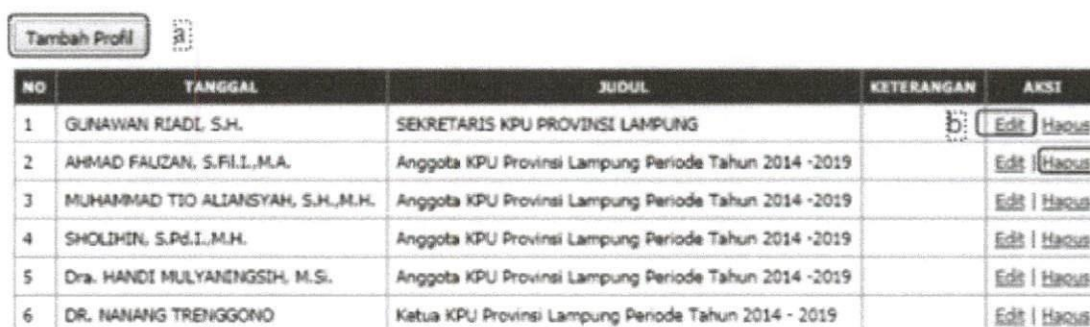 Tambah Profil a
NO TANGGAL JUDUL KETERANGAN AKSI
1 GUNAWAN RIADI, S.H. SEKRETARIS KPU PROVINSI LAMPUNG b Edit Hapus
2 AHMAD FAUZAN, S.Fil.I.,M.A. Anggota KPU Provinsi Lampung Periode Tahun 2014 -2019 Edit | Hapus
3 MUHAMMAD TIO ALIANSYAH, S.H.,M.H. Anggota KPU Provinsi Lampung Periode Tahun 2014 -2019 Edit | Hapus
4 SHOLIHIN, S.Pd.I.,M.H. Anggota KPU Provinsi Lampung Periode Tahun 2014 -2019 Edit | Hapus
5 Dra. HANDI MULYANINGSIH, M.Si. Anggota KPU Provinsi Lampung Periode Tahun 2014 -2019 Edit | Hapus
6 DR. NANANG TRENGGONO Ketua KPU Provinsi Lampung Periode Tahun 2014 - 2019 Edit | Hapus